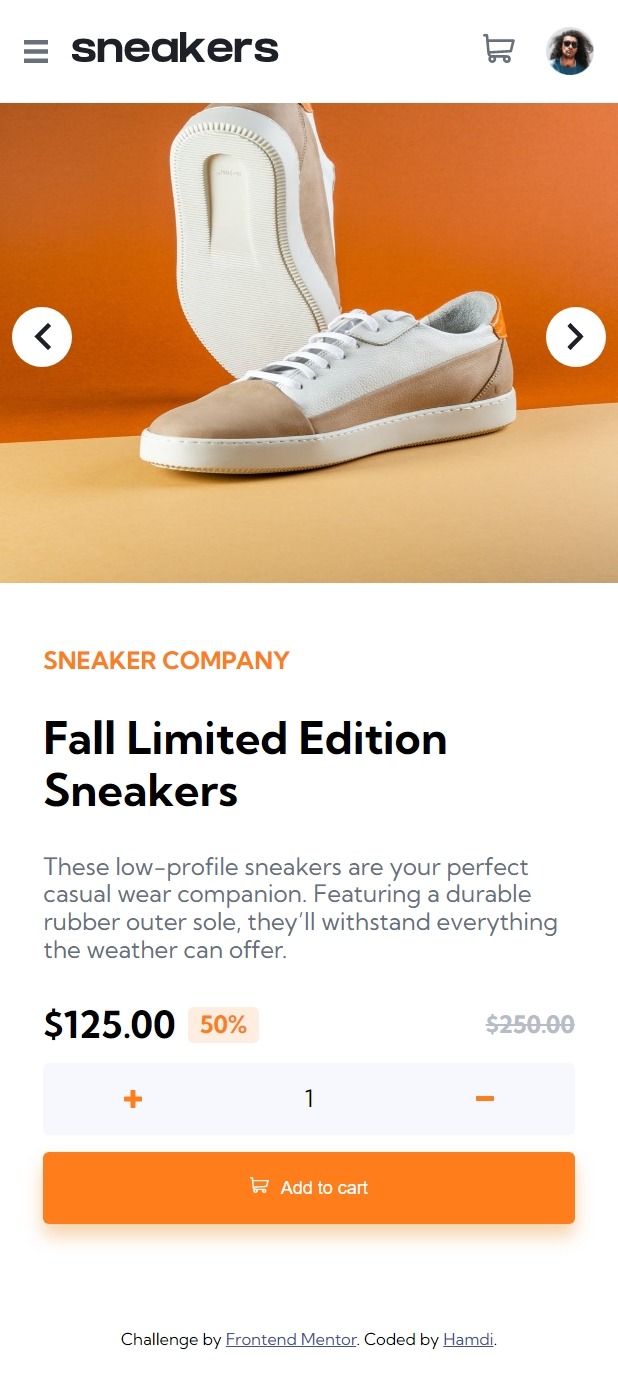 sneakers
SNEAKER COMPANY
Fall Limited Edition
Sneakers
These low-profile sneakers are your perfect
casual wear companion. Featuring a durable
rubber outer sole, they’ll withstand everything
the weather can offer.
$125.00 50% $250.00
1
Add to cart
Challenge by Frontend Mentor. Coded by Hamdi.